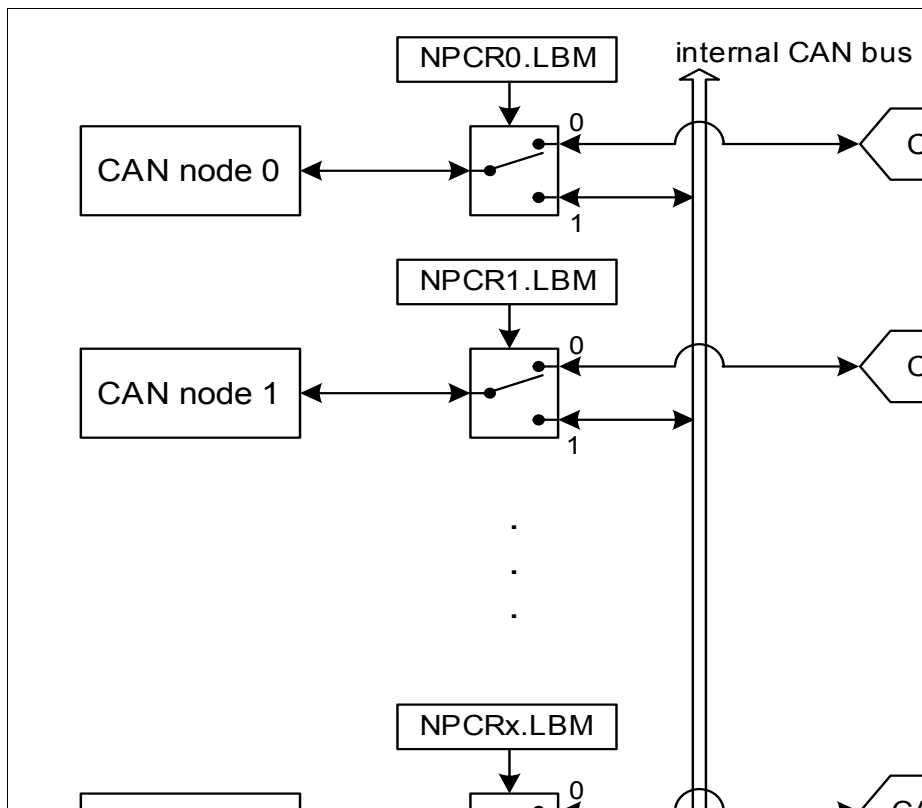 NPCR0.LBM
internal CAN bus
0
CAN node 0
1
NPCR1.LBM
0
CAN node 1
1
.
.
.
NPCRx.LBM
0